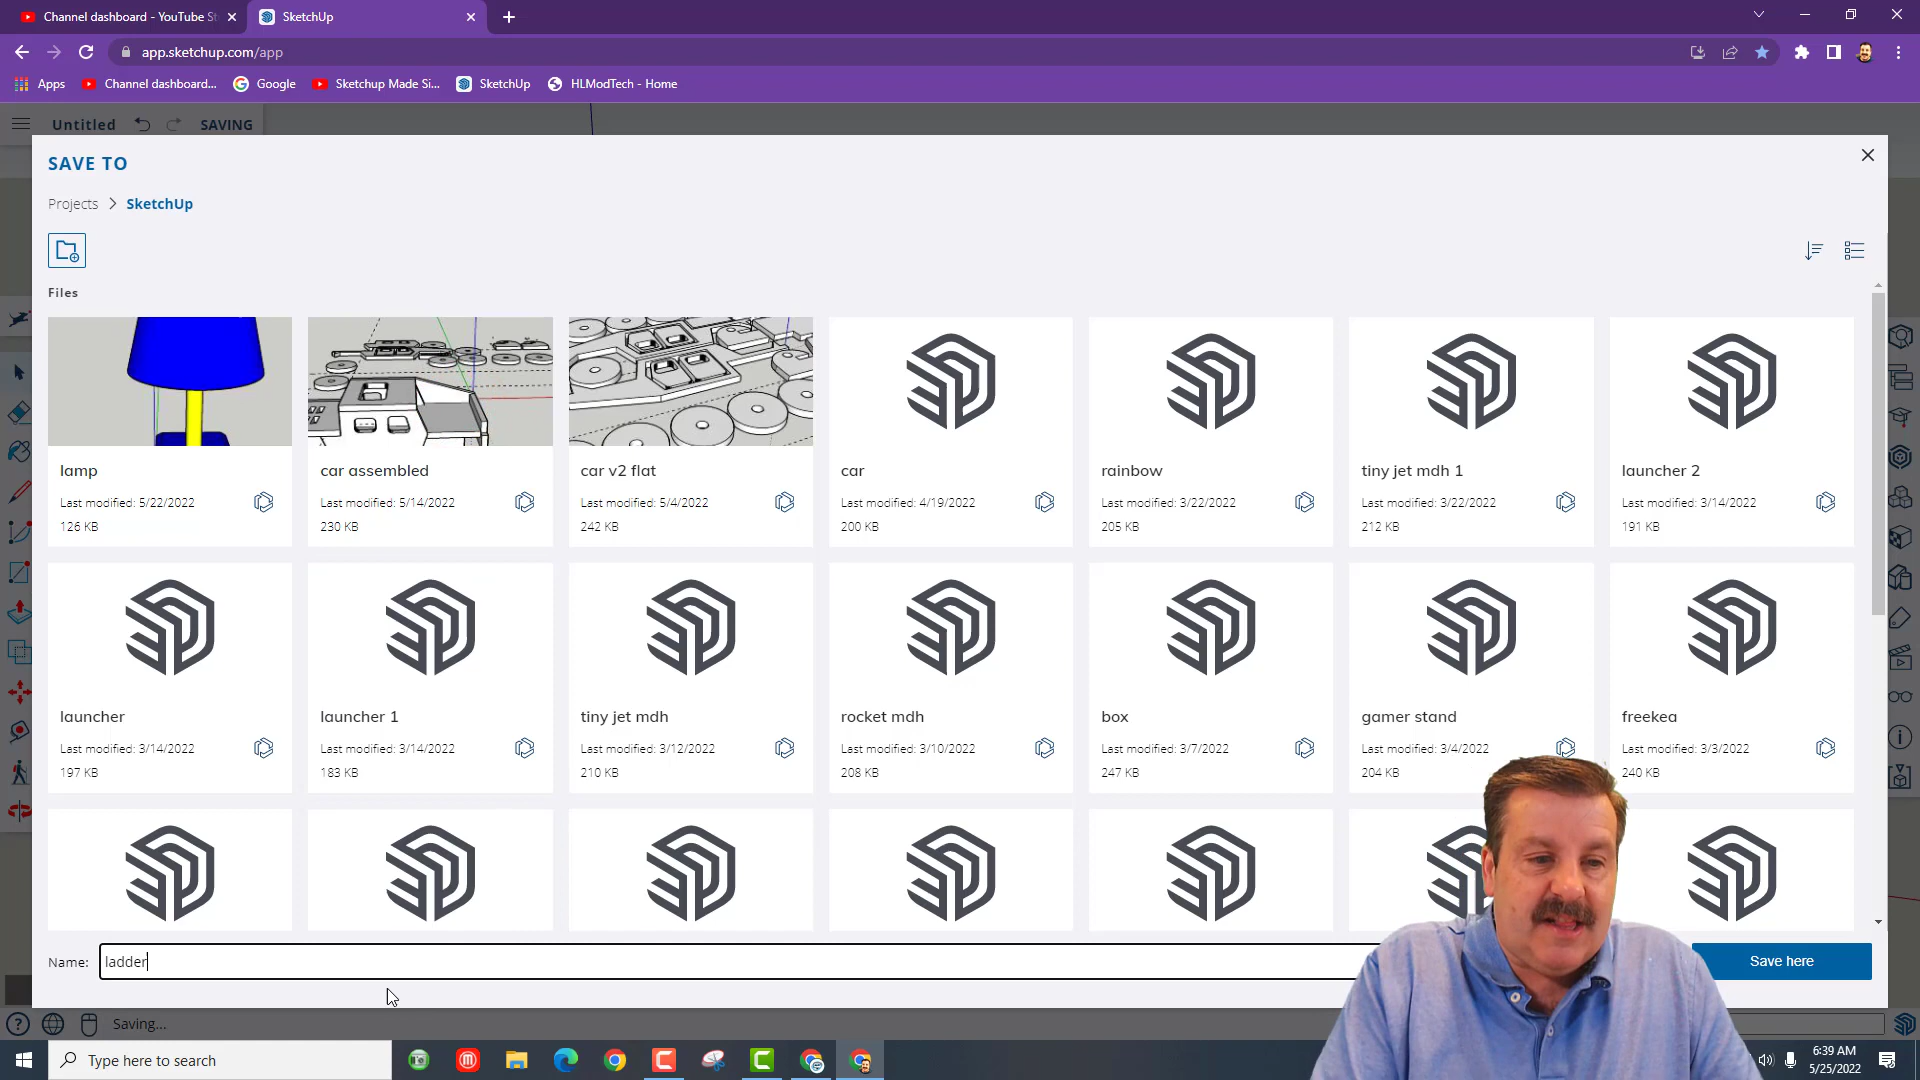 Channel dashboard - YouTube St
SketchUp
app.sketchup.com/app
Apps
Channel dashboard...
Google
Sketchup Made Si...
SketchUp
HLModTech - Home
Untitled
SAVING
SAVE TO
Projects
SketchUp
Files
lamp
Last modified: 5/22/2022
126 KB
car assembled
Last modified: 5/14/2022
230 KB
car v2 flat
Last modified: 5/4/2022
242 KB
car
Last modified: 4/19/2022
200 KB
rainbow
Last modified: 3/22/2022
205 KB
tiny jet mdh 1
Last modified: 3/22/2022
212 KB
launcher 2
Last modified: 3/14/2022
191 KB
launcher
Last modified: 3/14/2022
197 KB
launcher 1
Last modified: 3/14/2022
183 KB
tiny jet mdh
Last modified: 3/12/2022
210 KB
rocket mdh
Last modified: 3/10/2022
208 KB
box
Last modified: 3/7/2022
247 KB
gamer stand
Last modified: 3/4/2022
204 KB
freekea
Last modified: 3/3/2022
240 KB
Name:
ladder
Save here
Saving...
Type here to search
6:39 AM
5/25/2022